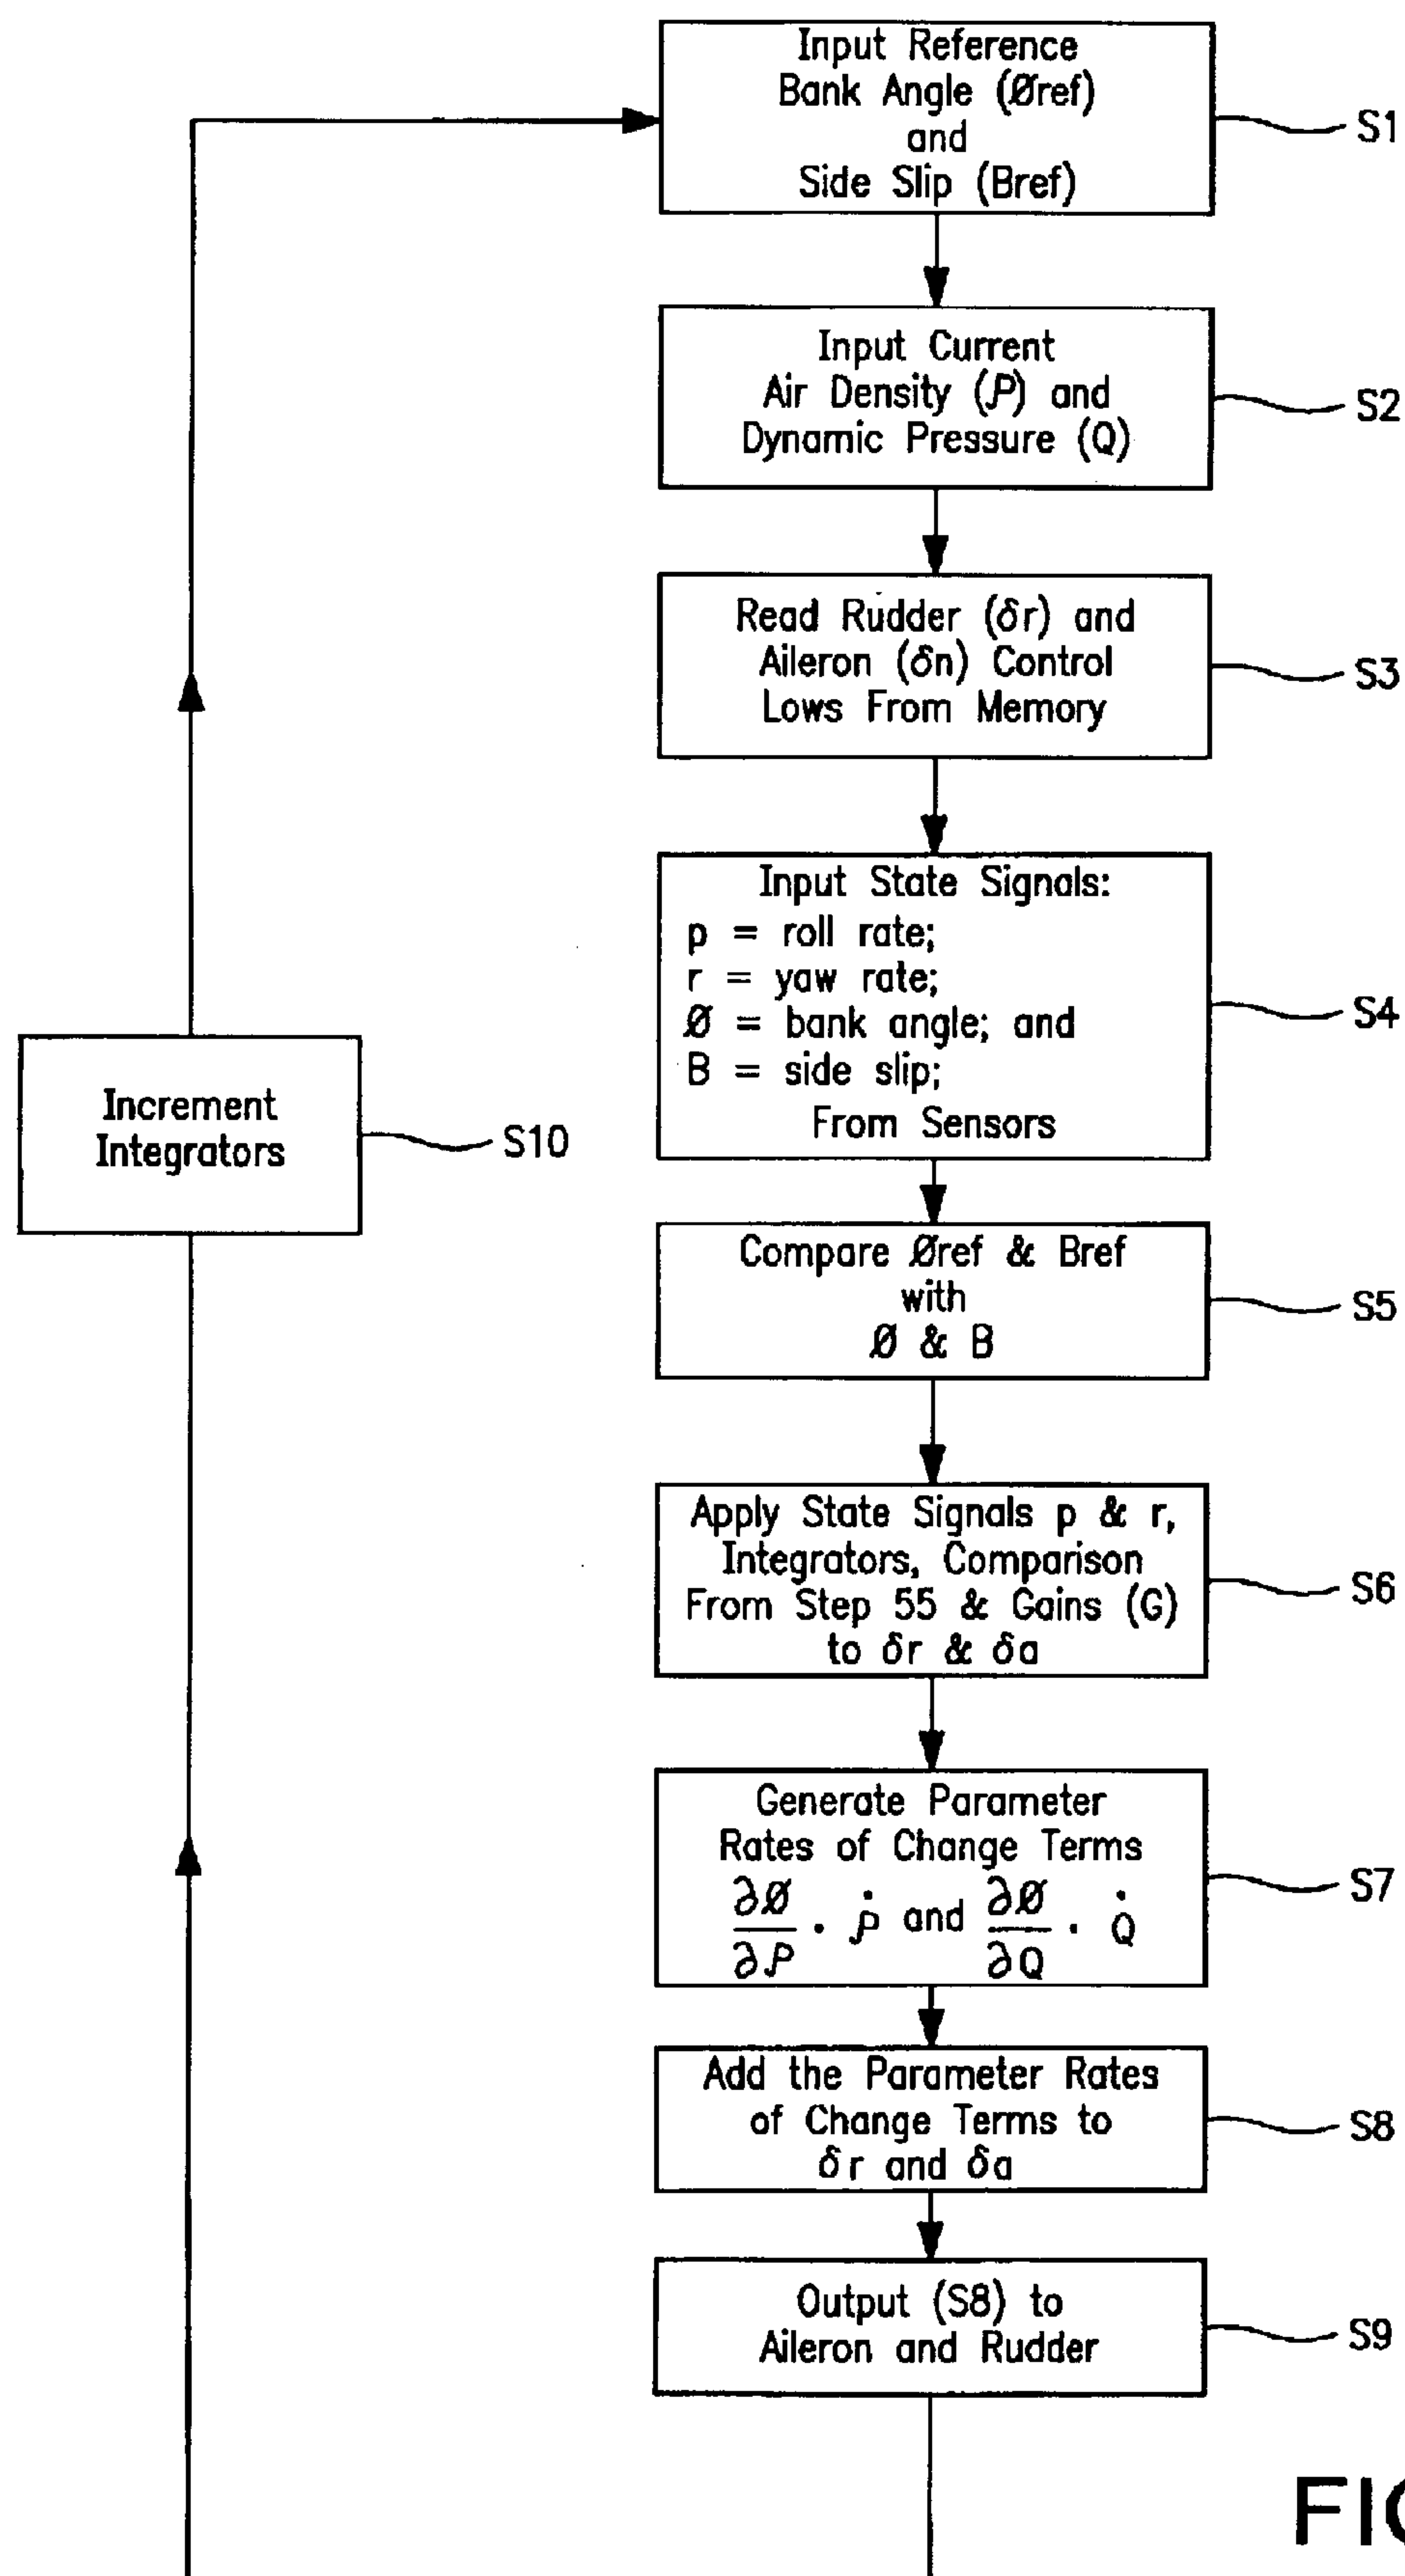 Input Reference
Bank Angle (Øref)
and
Side Slip (Bref)
S1
Input Current
Air Density (P) and
Dynamic Pressure (Q)
S2
Read Rudder (δr) and
Aileron (δn) Control
Lows From Memory
S3
Input State Signals:
p = roll rate;
r = yaw rate;
Ø = bank angle; and
B = side slip;
From Sensors
S4
Increment
Integrators
S10
Compare Øref & Bref
with
Ø & B
S5
Apply State Signals p & r,
Integrators, Comparison
From Step 55 & Gains (G)
to δr & δa
S6
Generate Parameter
Rates of Change Terms
∂Ø/∂P · Ṗ and ∂Ø/∂Q · Q̇
S7
Add the Parameter Rates
of Change Terms to
δr and δa
S8
Output (S8) to
Aileron and Rudder
S9